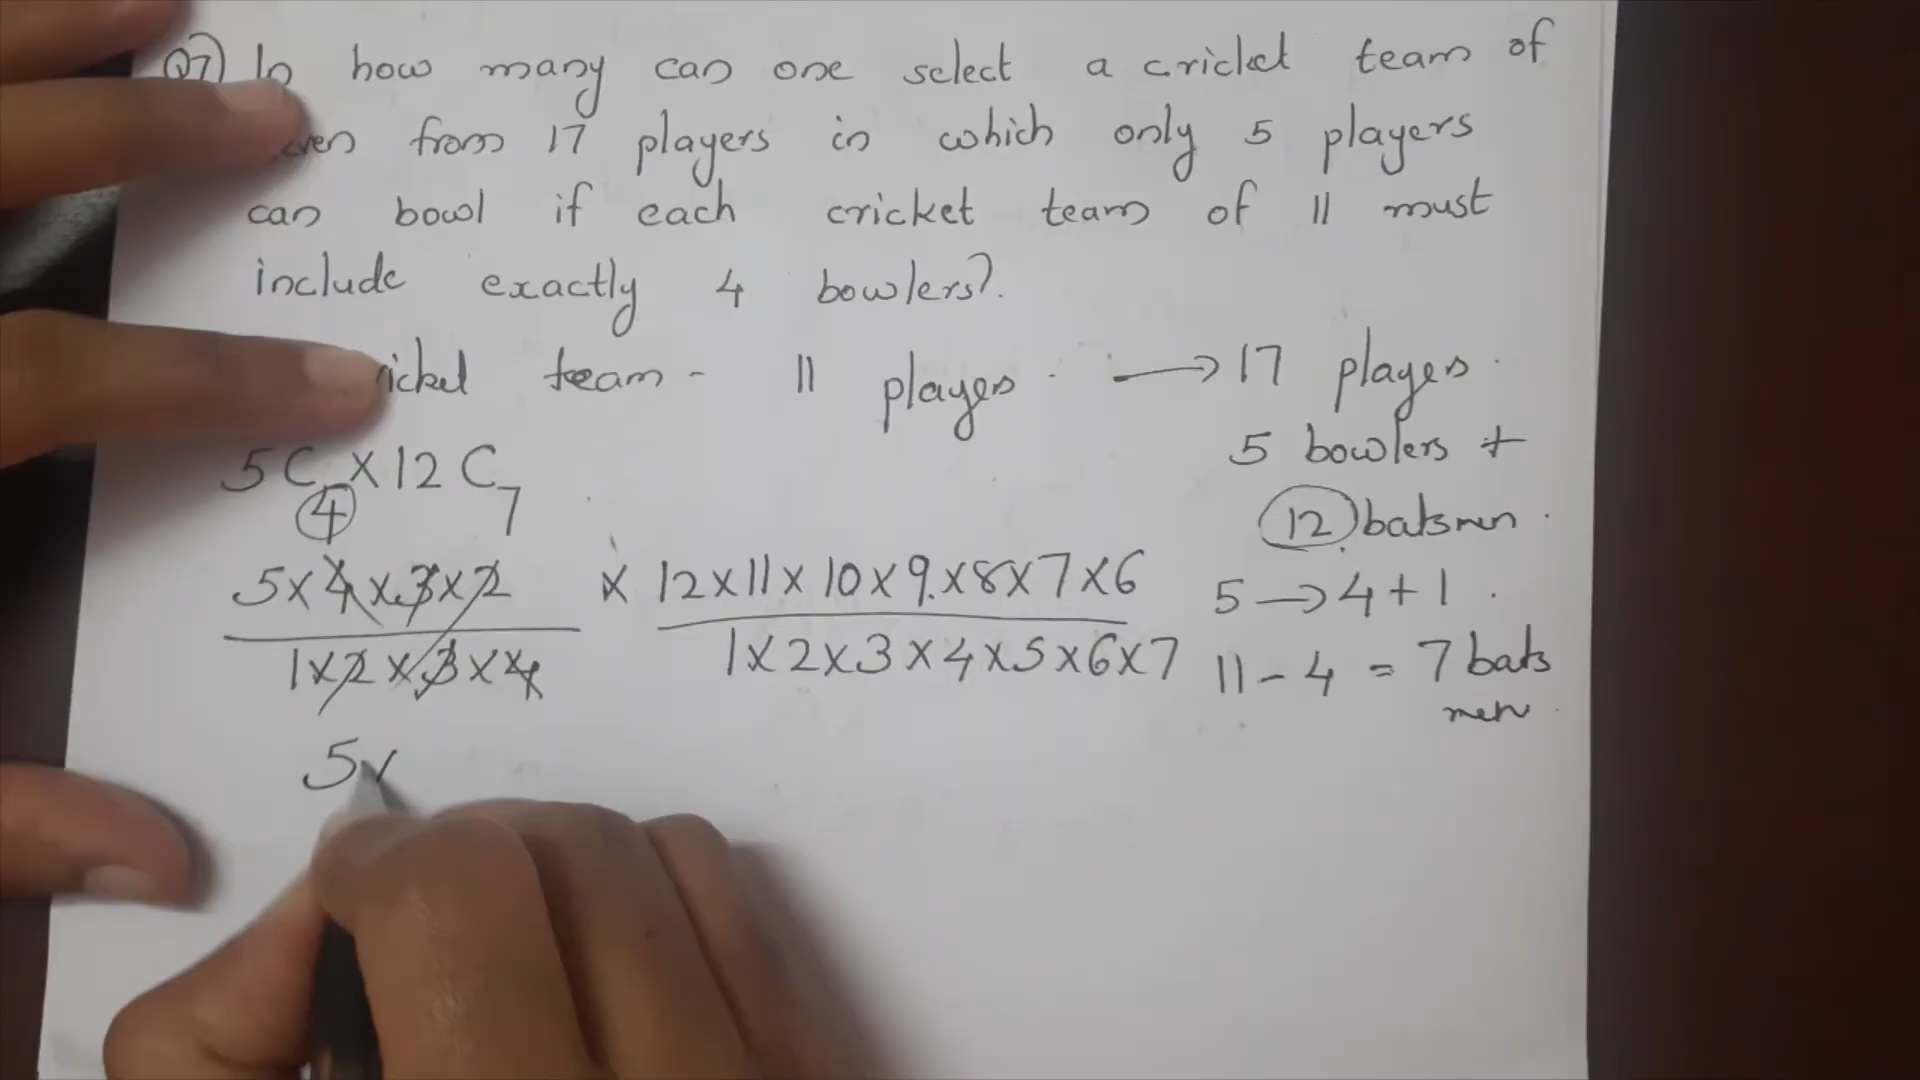 Q7) In how many can one select a cricket team of
from 17 players in which only 5 players
can bowl if each cricket team of 11 must
include exactly 4 bowlers?
team - 11 players. → 17 players.
5C4 × 12C7
5 bowlers +
12 batsmen.
5×4×3×2 × 12×11×10×9×8×7×6
1×2×3×4 1×2×3×4×5×6×7
5 → 4 + 1.
11 - 4 = 7 bats
men.
5×